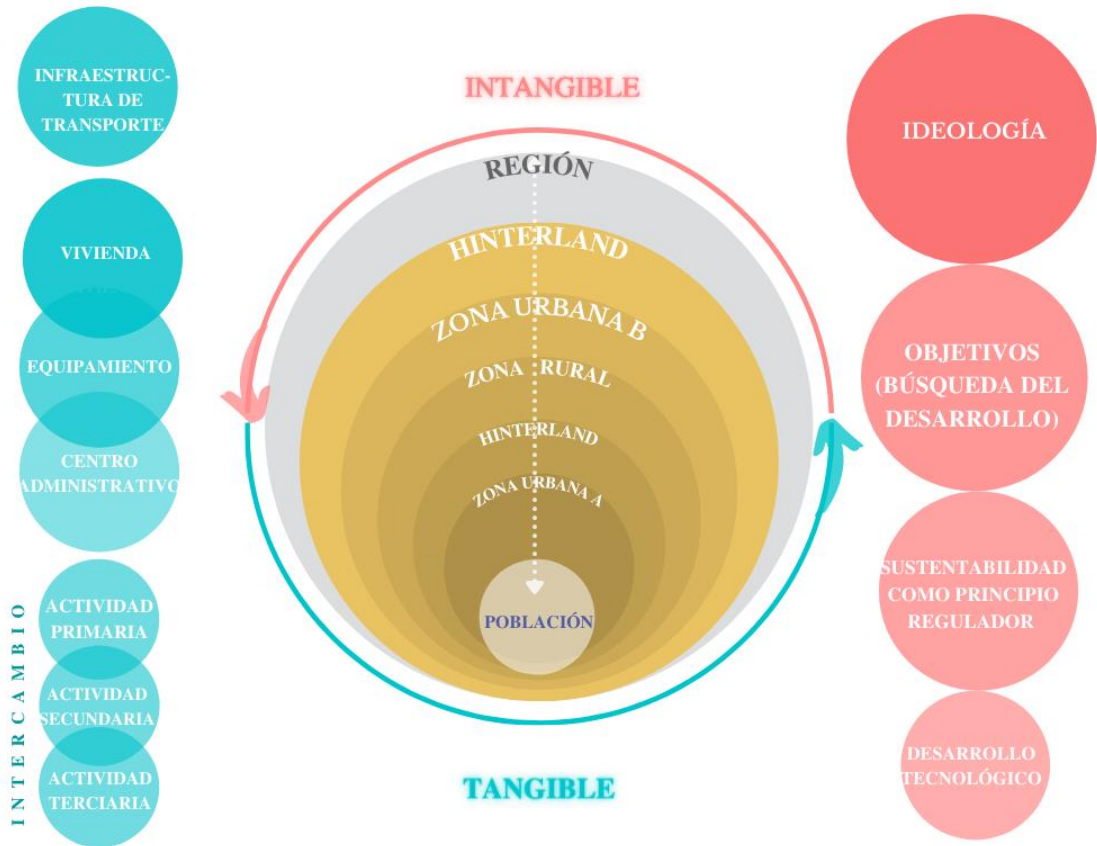 INFRAESTRUC-
TURA DE
TRANSPORTE
VIVIENDA
EQUIPAMIENTO
CENTRO
ADMINISTRATIVO
INTERCAMBIO
ACTIVIDAD
PRIMARIA
ACTIVIDAD
SECUNDARIA
ACTIVIDAD
TERCIARIA
INTANGIBLE
REGIÓN
HINTERLAND
ZONA URBANA B
ZONA RURAL
HINTERLAND
ZONA URBANA A
POBLACIÓN
TANGIBLE
IDEOLOGÍA
OBJETIVOS
(BÚSQUEDA DEL
DESARROLLO)
SUSTENTABILIDAD
COMO PRINCIPIO
REGULADOR
DESARROLLO
TECNOLÓGICO